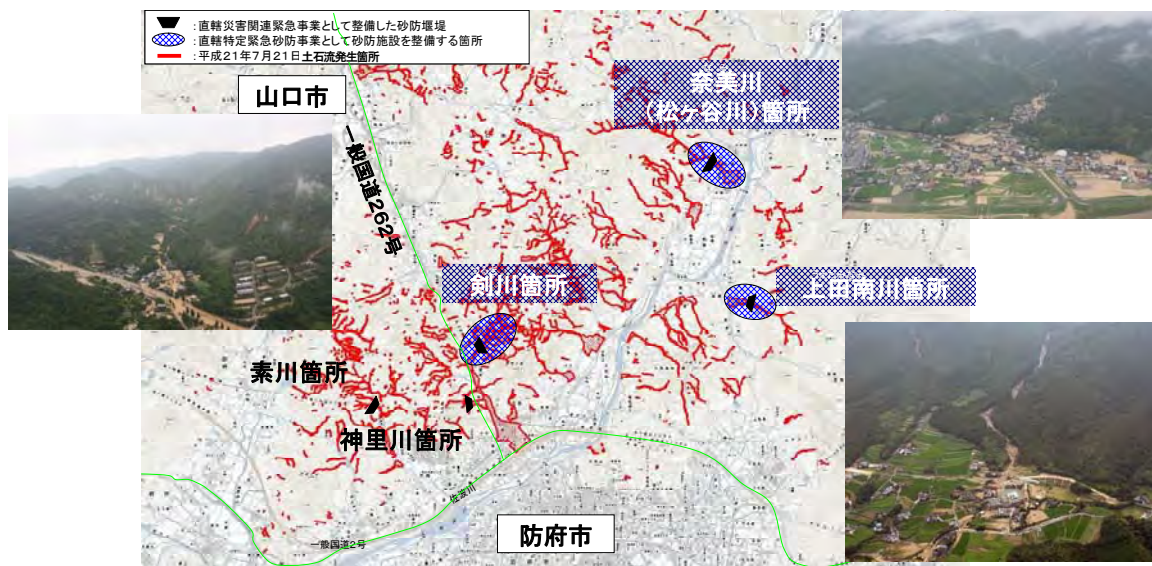 :直轄災害関連緊急事業として整備した砂防堰堤
:直轄特定緊急砂防事業として砂防施設を整備する箇所
:平成21年7月21日土石流発生箇所
山口市
奈美川
(松ヶ谷川)箇所
一般国道262号
剣川箇所
上田南川箇所
素川箇所
神里川箇所
佐波川
防府市
一般国道2号